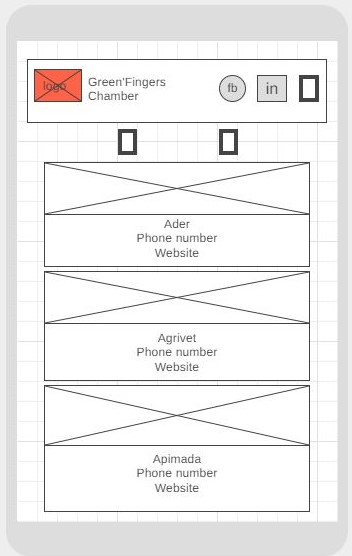 logo
Green'Fingers
Chamber
fb
in
Ader
Phone number
Website
Agrivet
Phone number
Website
Apimada
Phone number
Website